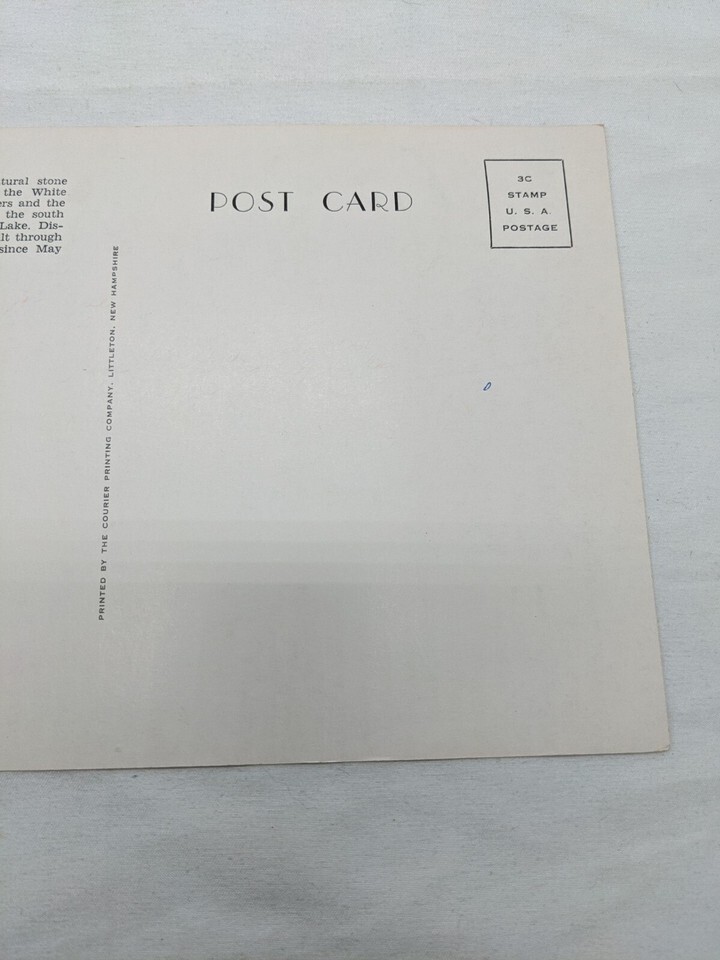 tural stone
the White
ers and the
the south
Lake. Dis-
lt through
since May
POST CARD
3C
STAMP
U. S. A.
POSTAGE
PRINTED BY THE COURIER PRINTING COMPANY, LITTLETON, NEW HAMPSHIRE